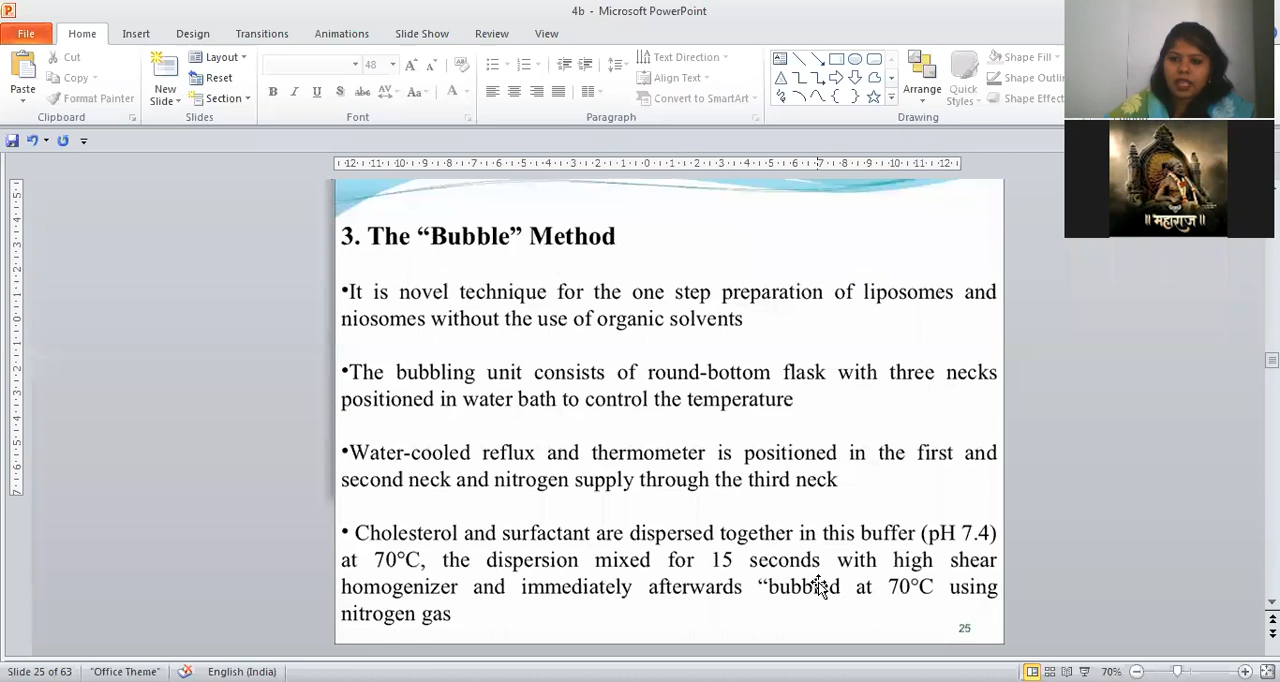 4b - Microsoft PowerPoint
File Home Insert Design Transitions Animations Slide Show Review View
Paste
Cut
Copy
Format Painter
Clipboard
New Slide
Layout
Reset
Section
Slides
48
Font
Text Direction
Align Text
Convert to SmartArt
Paragraph
Arrange
Quick Styles
Shape Fill
Shape Outli
Shape Effect
Drawing
॥ महाराज ॥
3. The “Bubble” Method
•It is novel technique for the one step preparation of liposomes and
niosomes without the use of organic solvents
•The bubbling unit consists of round-bottom flask with three necks
positioned in water bath to control the temperature
•Water-cooled reflux and thermometer is positioned in the first and
second neck and nitrogen supply through the third neck
• Cholesterol and surfactant are dispersed together in this buffer (pH 7.4)
at 70°C, the dispersion mixed for 15 seconds with high shear
homogenizer and immediately afterwards “bubbled at 70°C using
nitrogen gas
25
Slide 25 of 63 "Office Theme" English (India) 70%